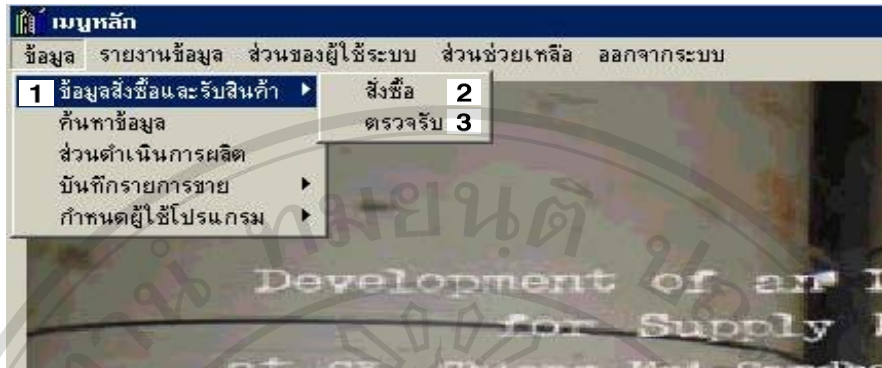 เมนูหลัก
ข้อมูล รายงานข้อมูล ส่วนของผู้ใช้ระบบ ส่วนช่วยเหลือ ออกจากระบบ
1 ข้อมูลสั่งซื้อและรับสินค้า สั่งซื้อ 2
ค้นหาข้อมูล ตรวจรับ 3
ส่วนดำเนินการผลิต
บันทึกรายการขาย
กำหนดผู้ใช้โปรแกรม
Development of an
for Supply
of